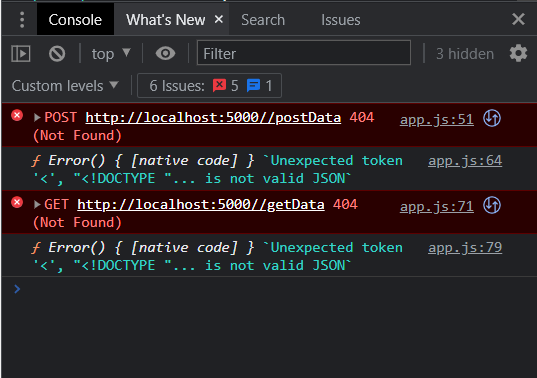 Console What's New × Search Issues ×
top ▼ Filter 3 hidden
Custom levels ▼ 6 Issues: 5 1
POST http://localhost:5000//postData 404 app.js:51
(Not Found)
ƒ Error() { [native code] } `Unexpected token app.js:64
'<', "<!DOCTYPE "... is not valid JSON`
GET http://localhost:5000//getData 404 app.js:71
(Not Found)
ƒ Error() { [native code] } `Unexpected token app.js:79
'<', "<!DOCTYPE "... is not valid JSON`